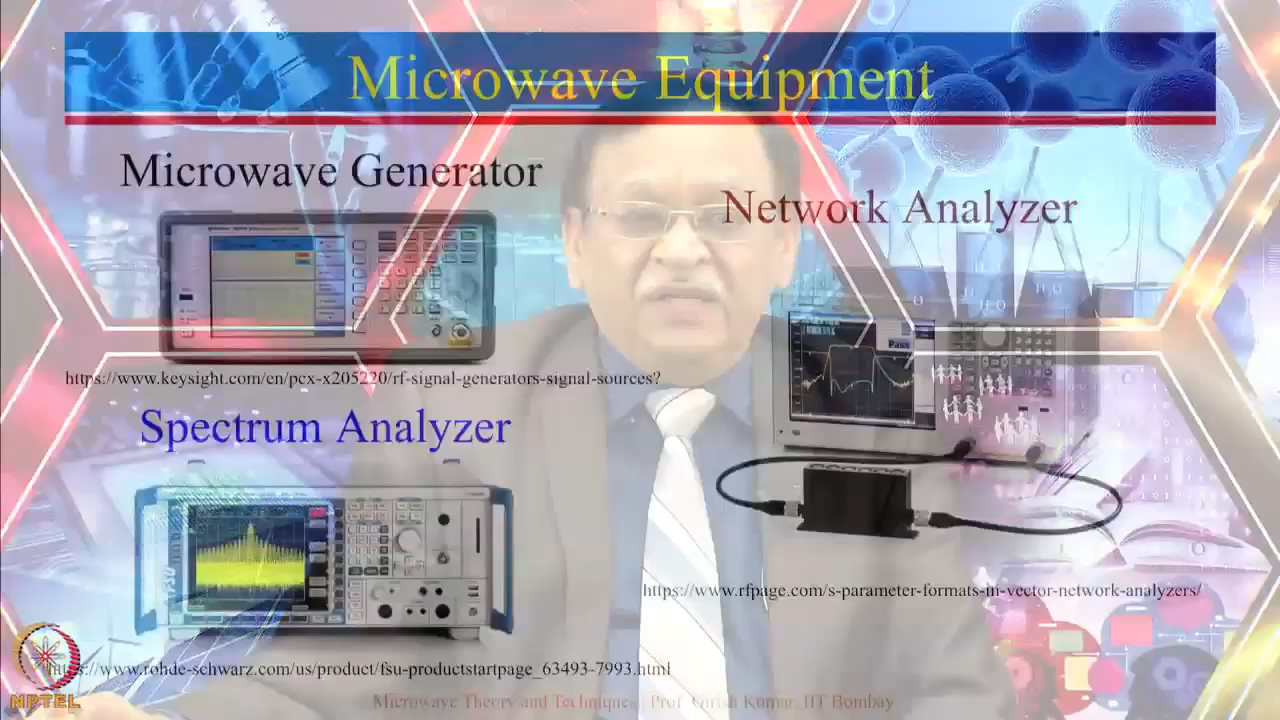 Microwave Equipment
Microwave Generator
Network Analyzer
Pass
https://www.keysight.com/en/pcx-x205220/rf-signal-generators-signal-sources?
Spectrum Analyzer
FSU
https://www.rfpage.com/s-parameter-formats-in-vector-network-analyzers/
https://www.rohde-schwarz.com/us/product/fsu-productstartpage_63493-7993.html
NPTEL
Microwave Theory and Techniques, Prof. Girish Kumar, IIT Bombay